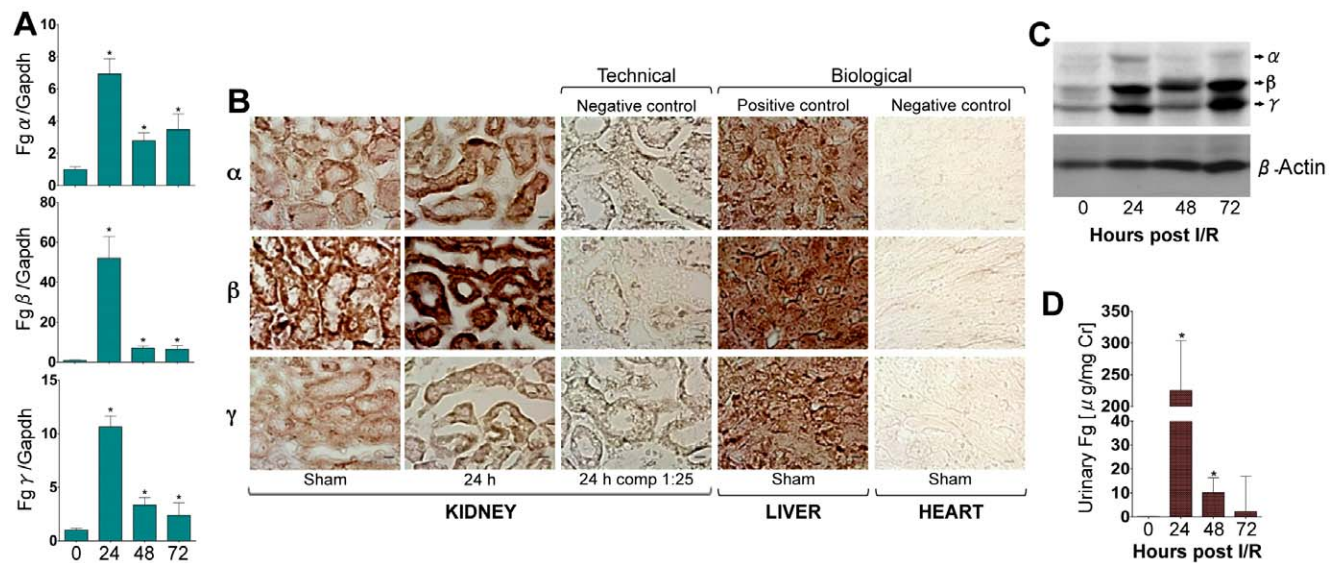 A
Fg α/Gapdh
10
8
6
4
2
0
*
*
*
Fg β/Gapdh
80
60
40
20
0
*
*
*
Fg γ/Gapdh
15
10
5
0
*
*
*
0 24 48 72
B
Technical Biological
Negative control Positive control Negative control
α
β
γ
Sham 24 h 24 h comp 1:25 Sham Sham
KIDNEY LIVER HEART
C
α
β
γ
β-Actin
0 24 48 72
Hours post I/R
D
Urinary Fg [μg/mg Cr]
350
300
250
200
40
30
20
10
0
*
*
0 24 48 72
Hours post I/R